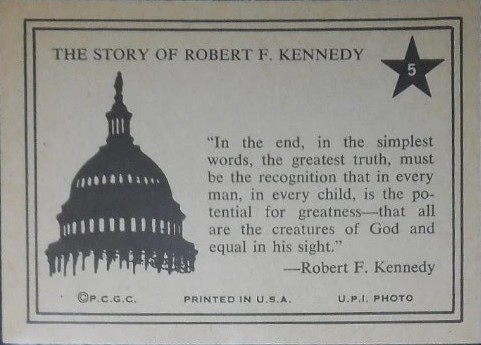 THE STORY OF ROBERT F. KENNEDY
5
“In the end, in the simplest
words, the greatest truth, must
be the recognition that in every
man, in every child, is the po-
tential for greatness—that all
are the creatures of God and
equal in his sight.”
—Robert F. Kennedy
©P.C.G.C. PRINTED IN U.S.A. U.P.I. PHOTO